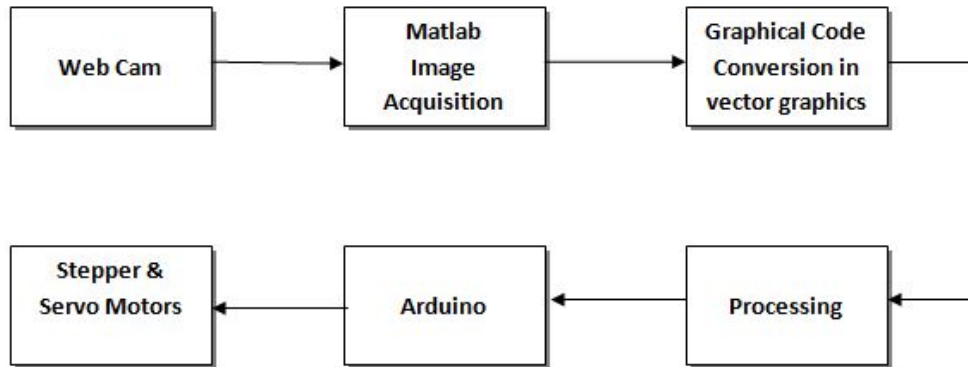 Web Cam
Matlab
Image
Acquisition
Graphical Code
Conversion in
vector graphics
Stepper &
Servo Motors
Arduino
Processing